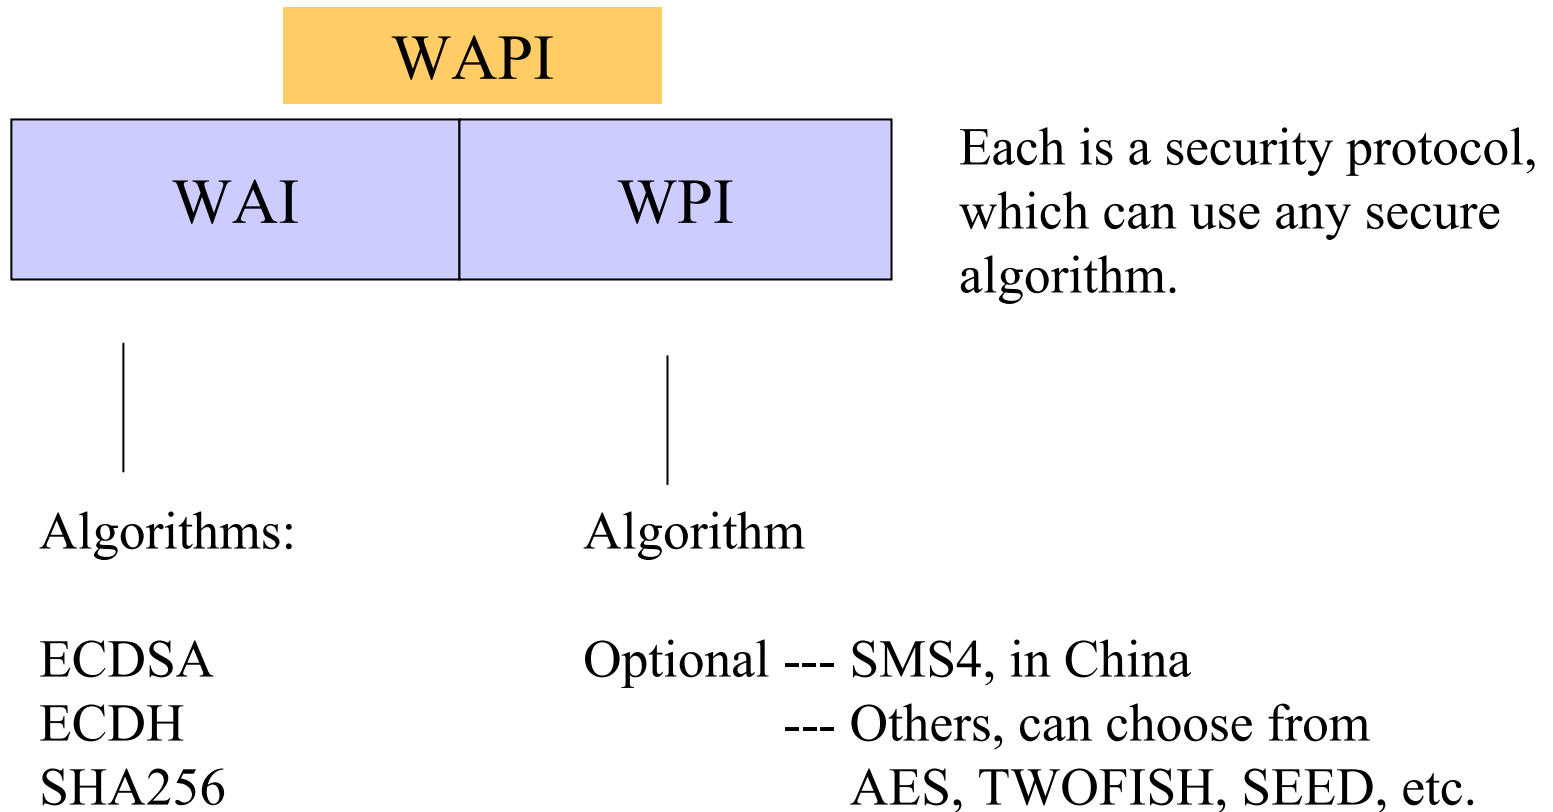 WAPI
WAI
WPI
Each is a security protocol,
which can use any secure
algorithm.
Algorithms:
ECDSA
ECDH
SHA256
Algorithm
Optional --- SMS4, in China
--- Others, can choose from
AES, TWOFISH, SEED, etc.